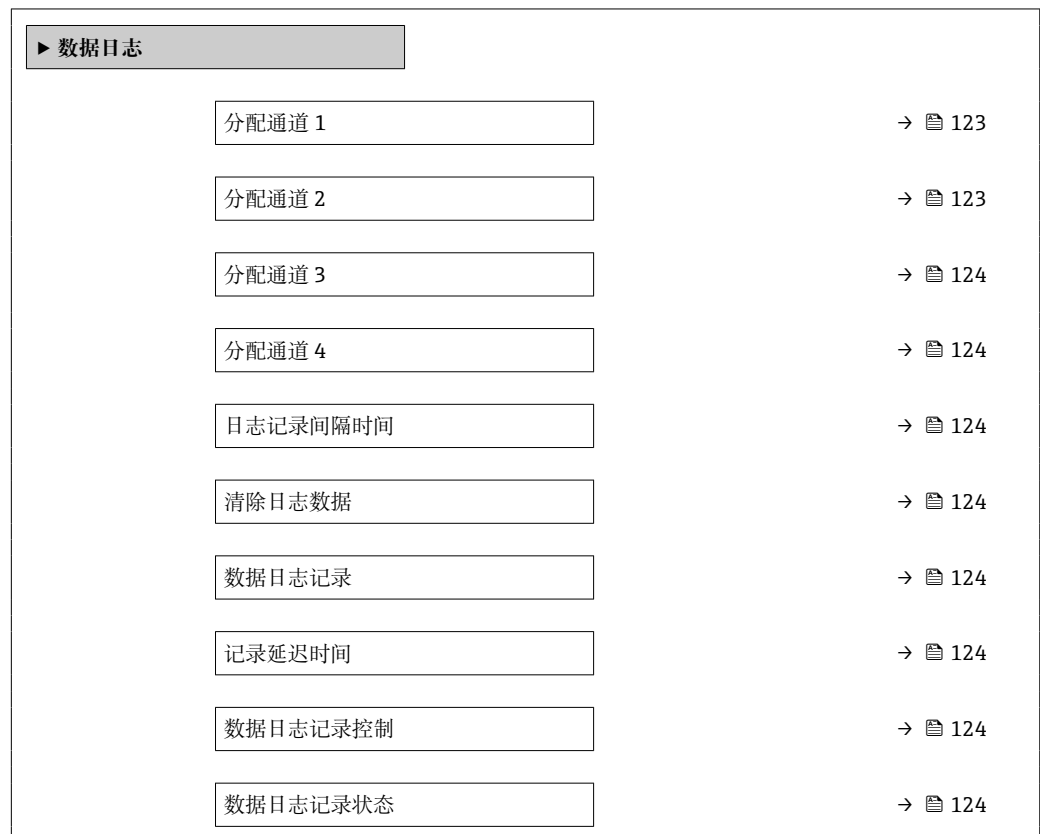 ▶ 数据日志
分配通道 1 → 🖺 123
分配通道 2 → 🖺 123
分配通道 3 → 🖺 124
分配通道 4 → 🖺 124
日志记录间隔时间 → 🖺 124
清除日志数据 → 🖺 124
数据日志记录 → 🖺 124
记录延迟时间 → 🖺 124
数据日志记录控制 → 🖺 124
数据日志记录状态 → 🖺 124